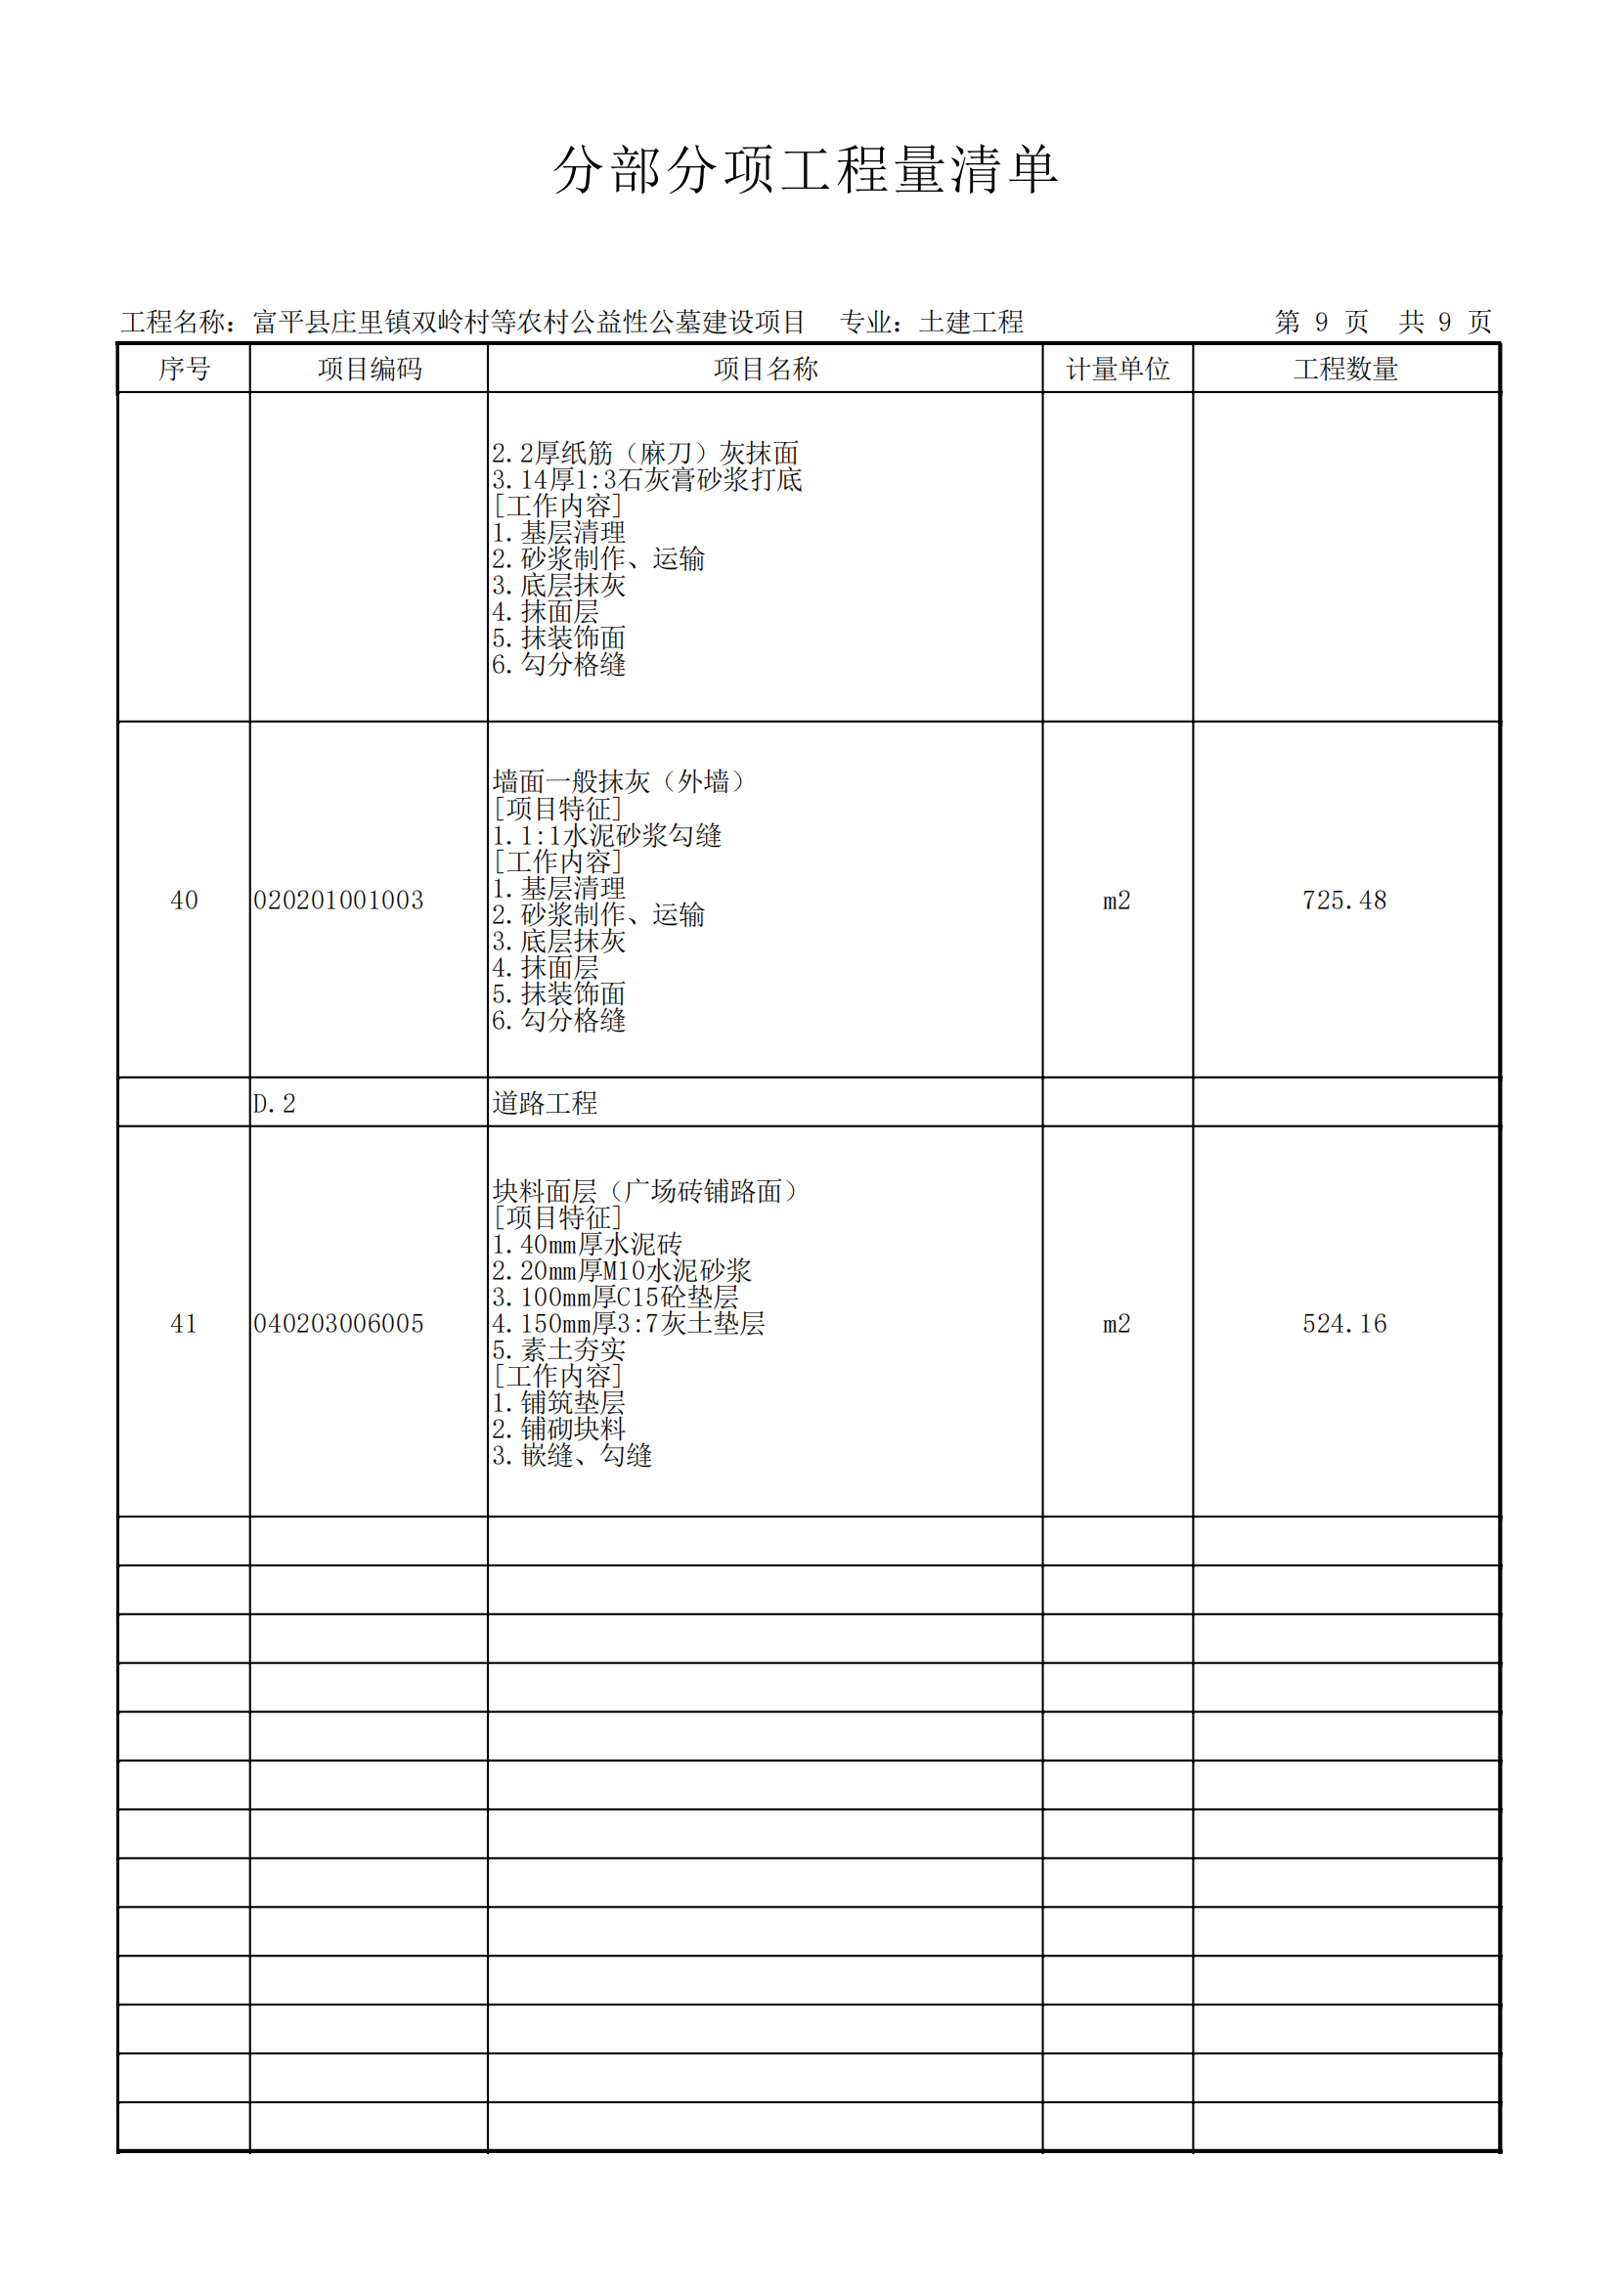 分部分项工程量清单
工程名称：富平县庄里镇双岭村等农村公益性公墓建设项目 专业：土建工程 第 9 页 共 9 页
序号 项目编码 项目名称 计量单位 工程数量
2.2厚纸筋（麻刀）灰抹面
3.14厚1:3石灰膏砂浆打底
[工作内容]
1.基层清理
2.砂浆制作、运输
3.底层抹灰
4.抹面层
5.抹装饰面
6.勾分格缝
40 020201001003 m2 725.48
墙面一般抹灰（外墙）
[项目特征]
1.1:1水泥砂浆勾缝
[工作内容]
1.基层清理
2.砂浆制作、运输
3.底层抹灰
4.抹面层
5.抹装饰面
6.勾分格缝
D.2 道路工程
41 040203006005 m2 524.16
块料面层（广场砖铺路面）
[项目特征]
1.40mm厚水泥砖
2.20mm厚M10水泥砂浆
3.100mm厚C15砼垫层
4.150mm厚3:7灰土垫层
5.素土夯实
[工作内容]
1.铺筑垫层
2.铺砌块料
3.嵌缝、勾缝